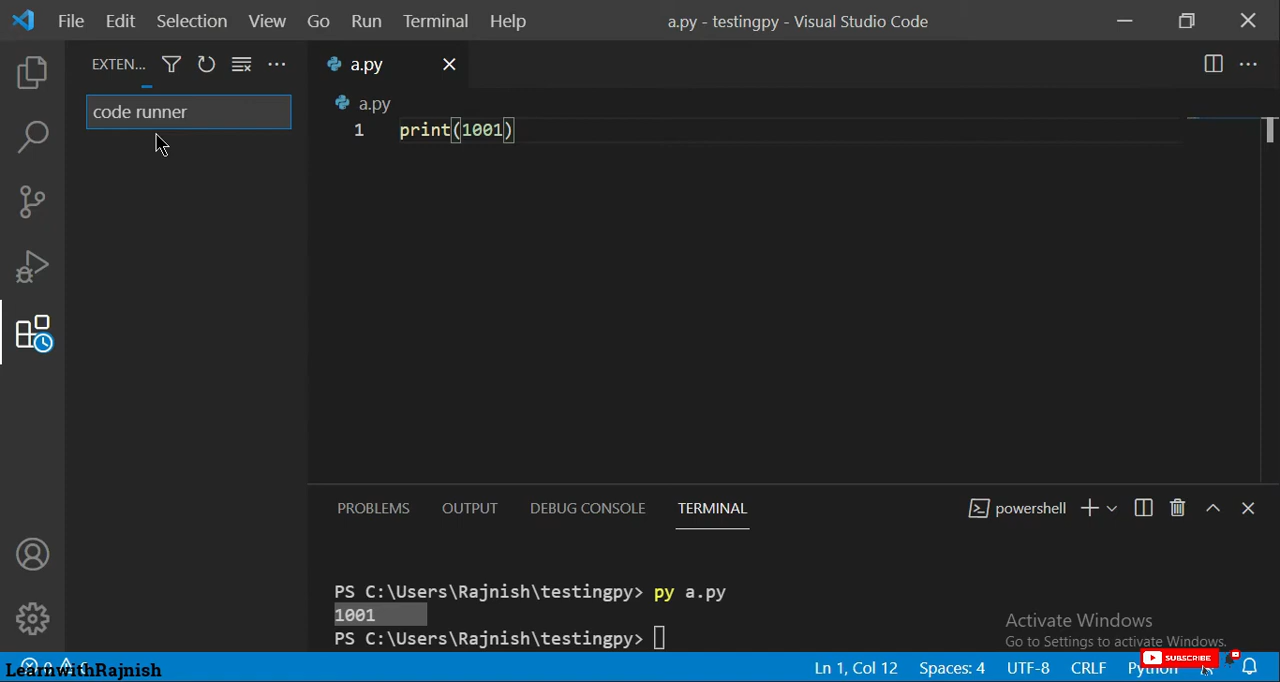 File Edit Selection View Go Run Terminal Help
a.py - testingpy - Visual Studio Code
EXTEN...
a.py
code runner
a.py
1 print(1001)
PROBLEMS OUTPUT DEBUG CONSOLE TERMINAL
powershell
PS C:\Users\Rajnish\testingpy> py a.py
1001
PS C:\Users\Rajnish\testingpy>
Activate Windows
Go to Settings to activate Windows.
SUBSCRIBE
LearnwithRajnish
Ln 1, Col 12 Spaces: 4 UTF-8 CRLF Python